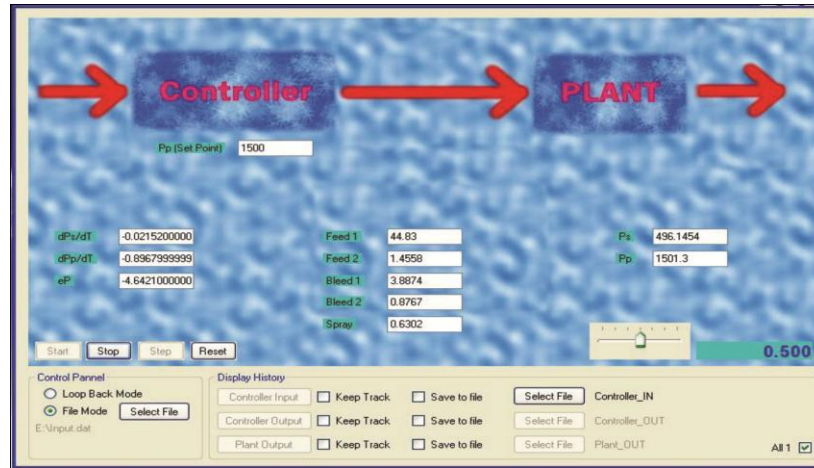 Controller PLANT
Pp (Set Point) 1500
dPs/dT -0.0215200000 Feed 1 44.83 Ps 496.1454
dPp/dT -0.8967999999 Feed 2 1.4558 Pp 1501.3
eP -4.6421000000 Bleed 1 3.8874
Bleed 2 0.8767
Spray 0.6302
Start Stop Step Reset 0.500
Control Pannel Display History
Loop Back Mode Controller Input Keep Track Save to file Select File Controller_IN
File Mode Select File Controller Output Keep Track Save to file Select File Controller_OUT
E:\Input.dat Plant Output Keep Track Save to file Select File Plant_OUT All 1